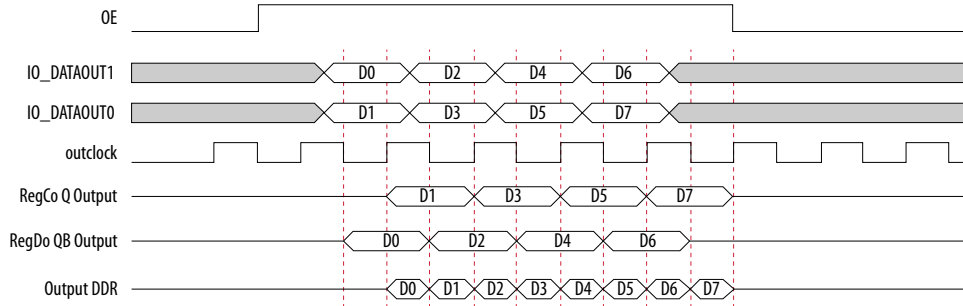 OE
IO_DATAOUT1 D0 D2 D4 D6
IO_DATAOUT0 D1 D3 D5 D7
outclock
RegCo Q Output D1 D3 D5 D7
RegDo QB Output D0 D2 D4 D6
Output DDR D0 D1 D2 D3 D4 D5 D6 D7